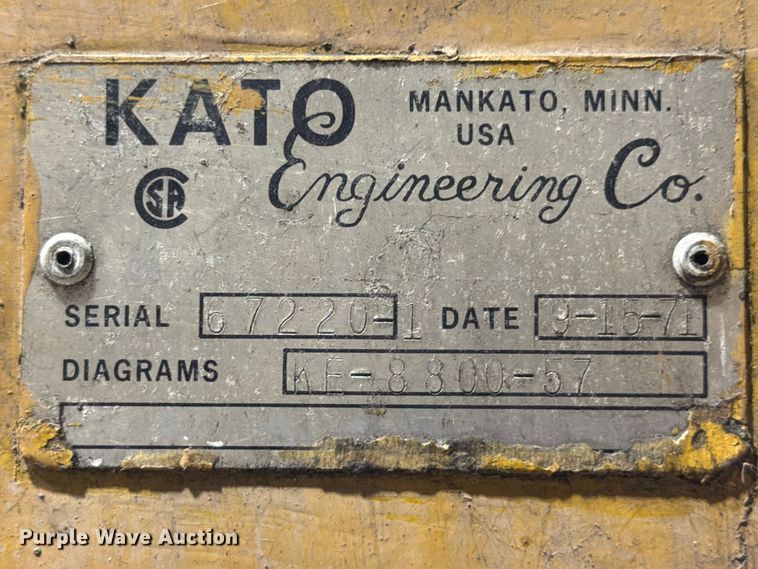 KATO MANKATO, MINN.
USA
Engineering Co.
CSA
SERIAL 67220-1 DATE 9-15-71
DIAGRAMS KE-8800-57
Purple Wave Auction